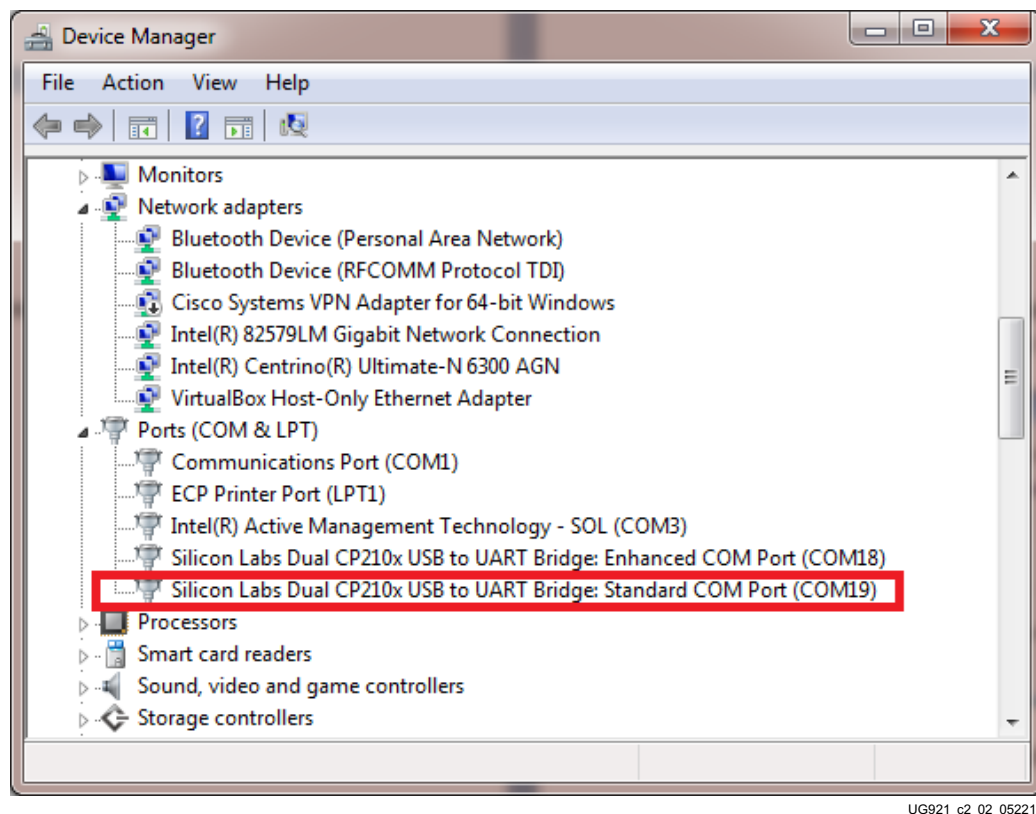 Device Manager
File Action View Help
Monitors
Network adapters
Bluetooth Device (Personal Area Network)
Bluetooth Device (RFCOMM Protocol TDI)
Cisco Systems VPN Adapter for 64-bit Windows
Intel(R) 82579LM Gigabit Network Connection
Intel(R) Centrino(R) Ultimate-N 6300 AGN
VirtualBox Host-Only Ethernet Adapter
Ports (COM & LPT)
Communications Port (COM1)
ECP Printer Port (LPT1)
Intel(R) Active Management Technology - SOL (COM3)
Silicon Labs Dual CP210x USB to UART Bridge: Enhanced COM Port (COM18)
Silicon Labs Dual CP210x USB to UART Bridge: Standard COM Port (COM19)
Processors
Smart card readers
Sound, video and game controllers
Storage controllers
UG921_c2_02_05221